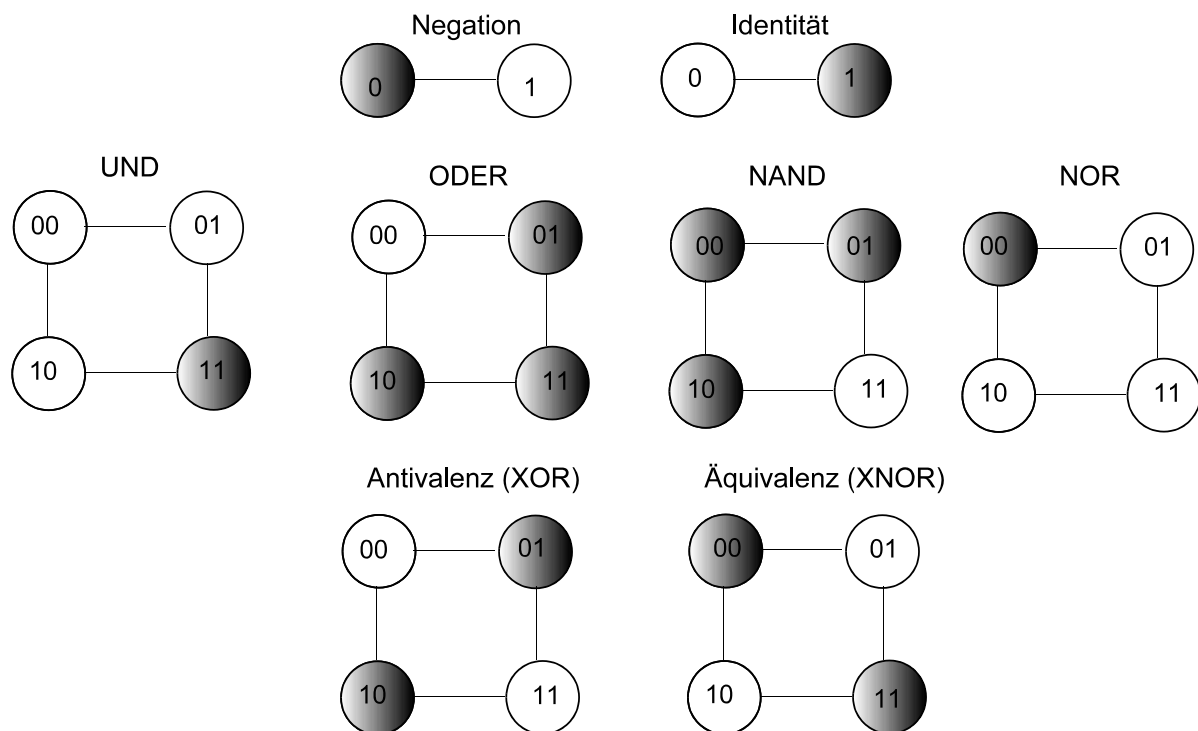 Negation
Identität
0 1
0 1
UND
ODER
NAND
NOR
00 01
10 11
00 01
10 11
00 01
10 11
00 01
10 11
Antivalenz (XOR)
Äquivalenz (XNOR)
00 01
10 11
00 01
10 11